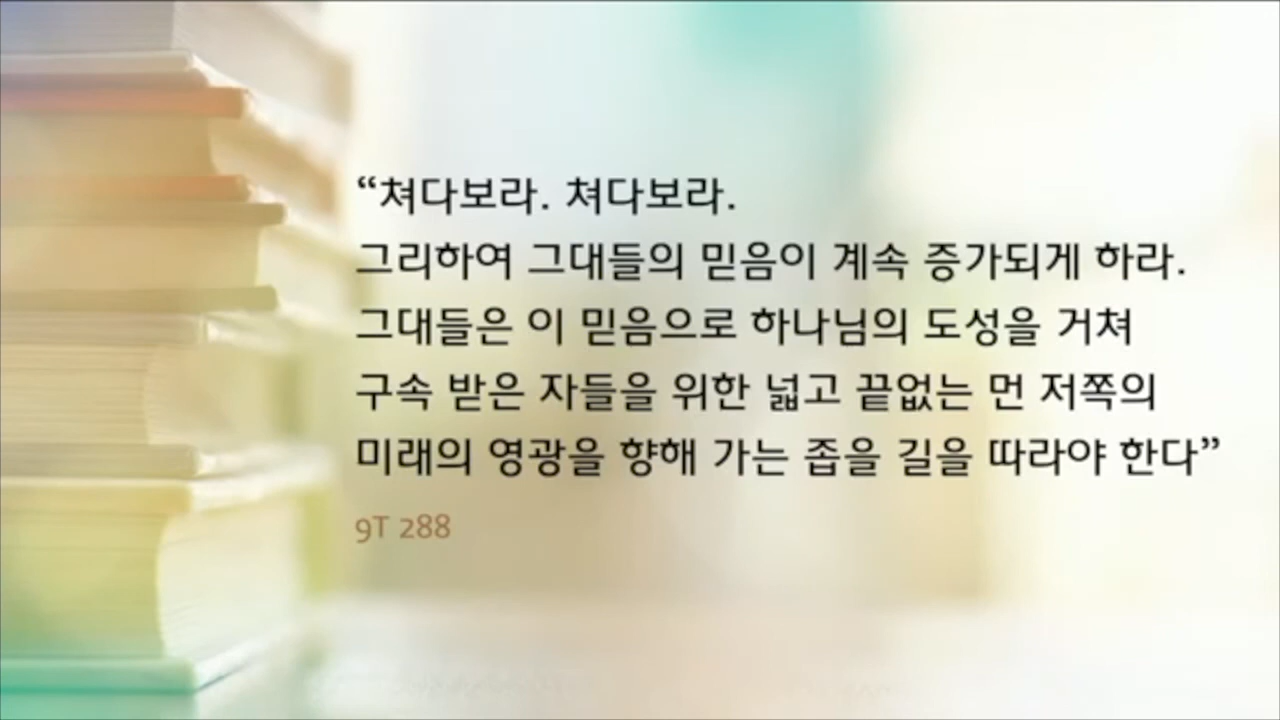 “쳐다보라. 쳐다보라.
그리하여 그대들의 믿음이 계속 증가되게 하라.
그대들은 이 믿음으로 하나님의 도성을 거쳐
구속 받은 자들을 위한 넓고 끝없는 먼 저쪽의
미래의 영광을 향해 가는 좁을 길을 따라야 한다”
9T 288